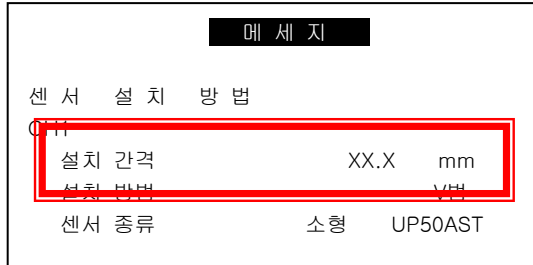 메 세 지
센 서 설 치 방 법
CH1
설치 간격 XX.X mm
설치 방법 V법
센서 종류 소형 UP50AST